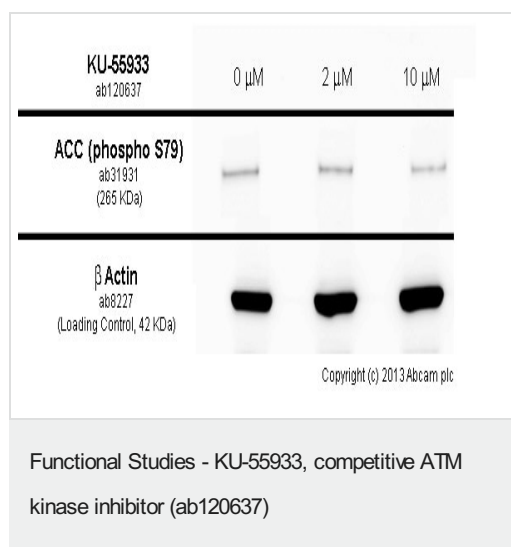 KU-55933
ab120637
0 µM 2 µM 10 µM
ACC (phospho S79)
ab31931
(265 KDa)
β Actin
ab8227
(Loading Control, 42 KDa)
Copyright (c) 2013 Abcam plc
Functional Studies - KU-55933, competitive ATM
kinase inhibitor (ab120637)